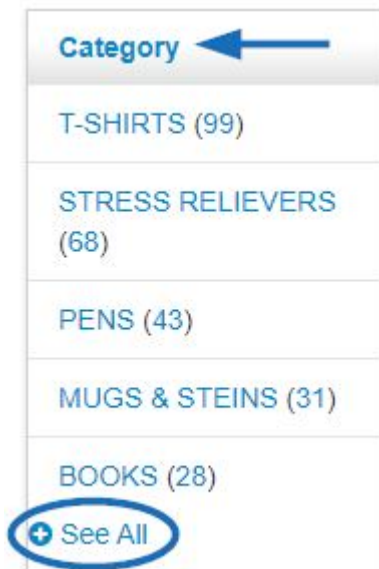 Category
T-SHIRTS (99)
STRESS RELIEVERS
(68)
PENS (43)
MUGS & STEINS (31)
BOOKS (28)
See All